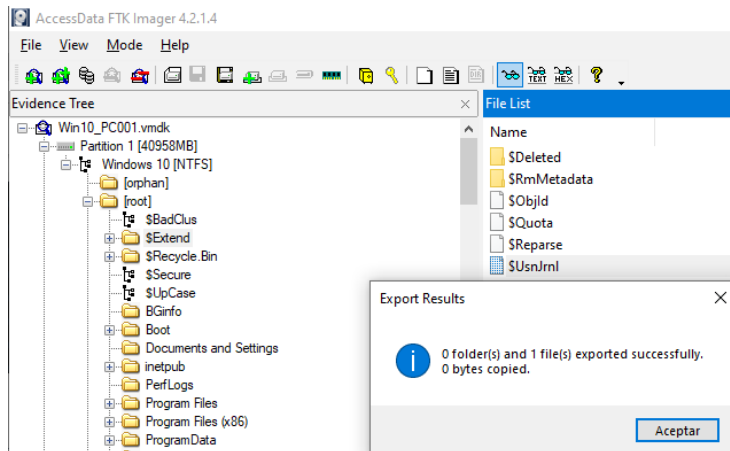 AccessData FTK Imager 4.2.1.4
File View Mode Help
Evidence Tree
Win10_PC001.vmdk
Partition 1 [40958MB]
Windows 10 [NTFS]
[orphan]
[root]
$BadClus
$Extend
$Recycle.Bin
$Secure
$UpCase
BGinfo
Boot
Documents and Settings
inetpub
PerfLogs
Program Files
Program Files (x86)
ProgramData
File List
Name
$Deleted
$RmMetadata
$ObjId
$Quota
$Reparse
$UsnJrnl
Export Results
0 folder(s) and 1 file(s) exported successfully.
0 bytes copied.
Aceptar